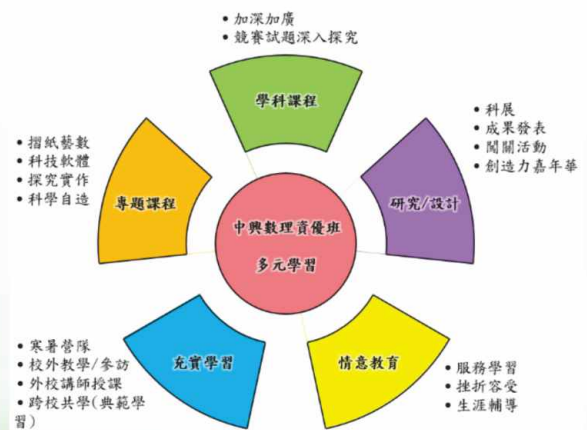 • 加深加廣
• 競賽試題深入探究
學科課程
• 科展
• 成果發表
• 闖關活動
• 創造力嘉年華
研究/設計
• 摺紙藝數
• 科技軟體
• 探究實作
• 科學自造
專題課程
中興數理資優班
多元學習
充實學習
• 寒暑營隊
• 校外教學/參訪
• 外校講師授課
• 跨校共學(典範學
習)
情意教育
• 服務學習
• 挫折容受
• 生涯輔導